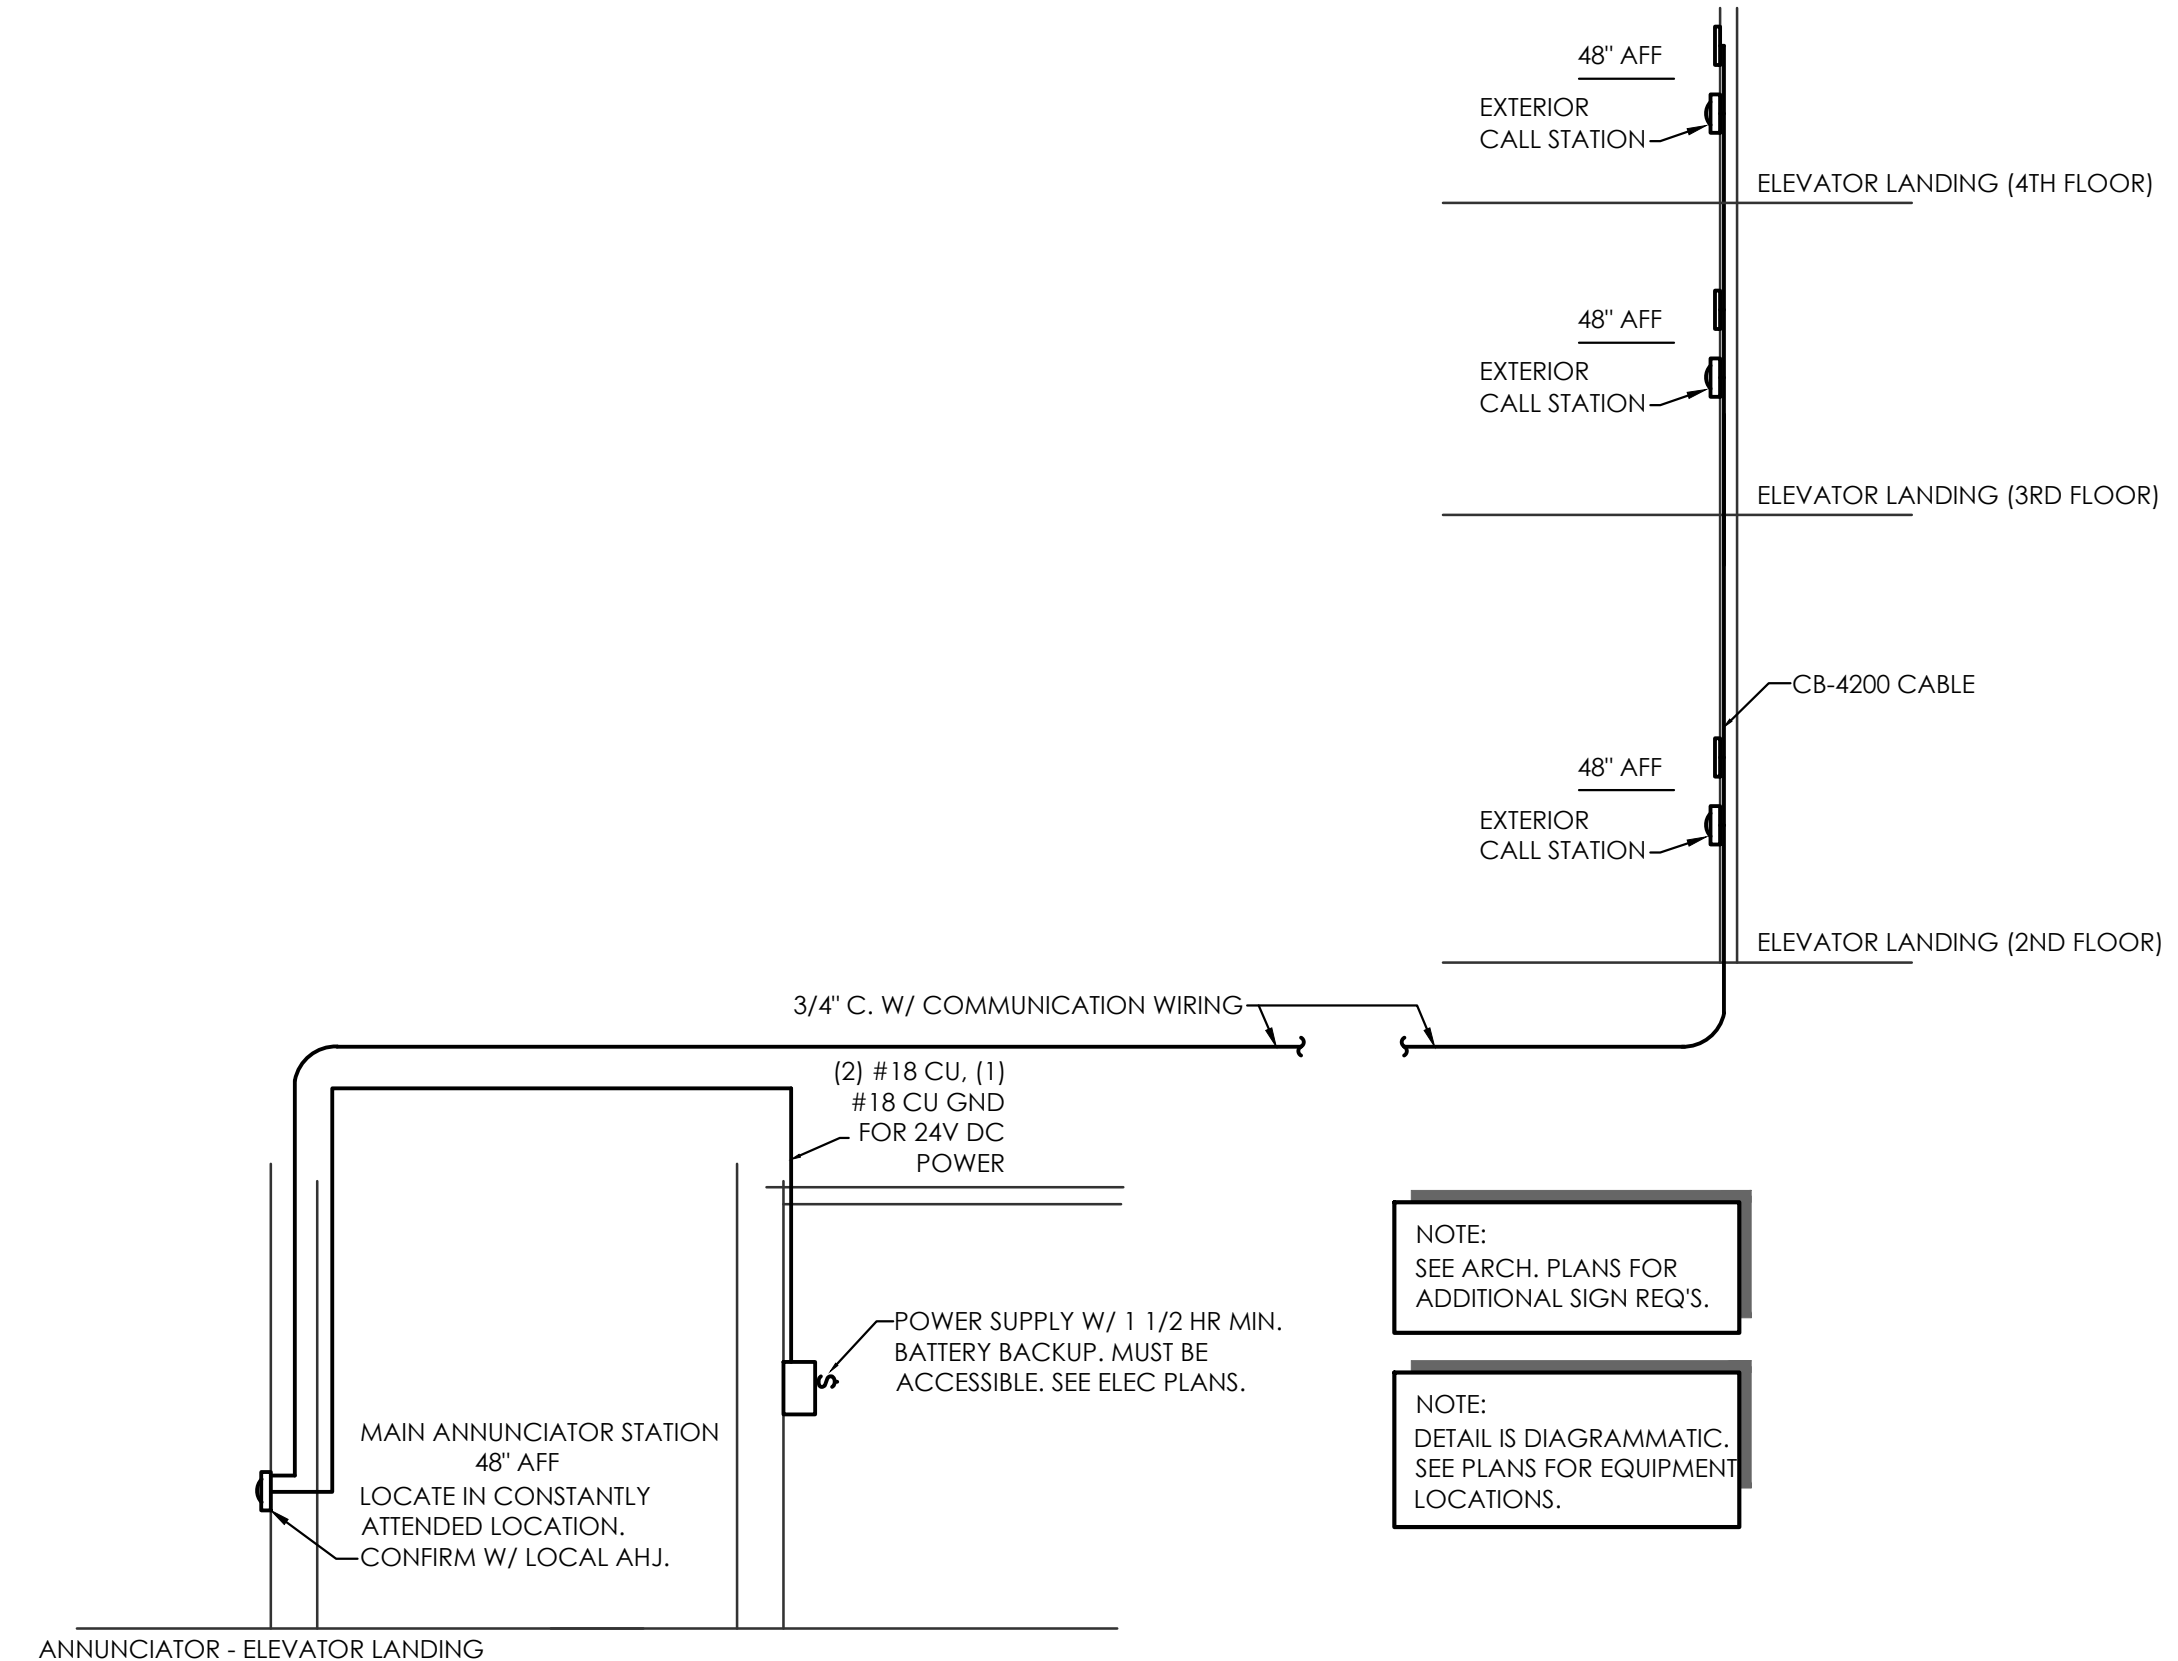 48" AFF
EXTERIOR
CALL STATION
ELEVATOR LANDING (4TH FLOOR)
48" AFF
EXTERIOR
CALL STATION
ELEVATOR LANDING (3RD FLOOR)
CB-4200 CABLE
48" AFF
EXTERIOR
CALL STATION
ELEVATOR LANDING (2ND FLOOR)
3/4" C. W/ COMMUNICATION WIRING
(2) #18 CU, (1)
#18 CU GND
FOR 24V DC
POWER
NOTE:
SEE ARCH. PLANS FOR
ADDITIONAL SIGN REQ'S.
POWER SUPPLY W/ 1 1/2 HR MIN.
BATTERY BACKUP. MUST BE
ACCESSIBLE. SEE ELEC PLANS.
S
NOTE:
DETAIL IS DIAGRAMMATIC.
SEE PLANS FOR EQUIPMENT
LOCATIONS.
MAIN ANNUNCIATOR STATION
48" AFF
LOCATE IN CONSTANTLY
ATTENDED LOCATION.
CONFIRM W/ LOCAL AHJ.
ANNUNCIATOR - ELEVATOR LANDING